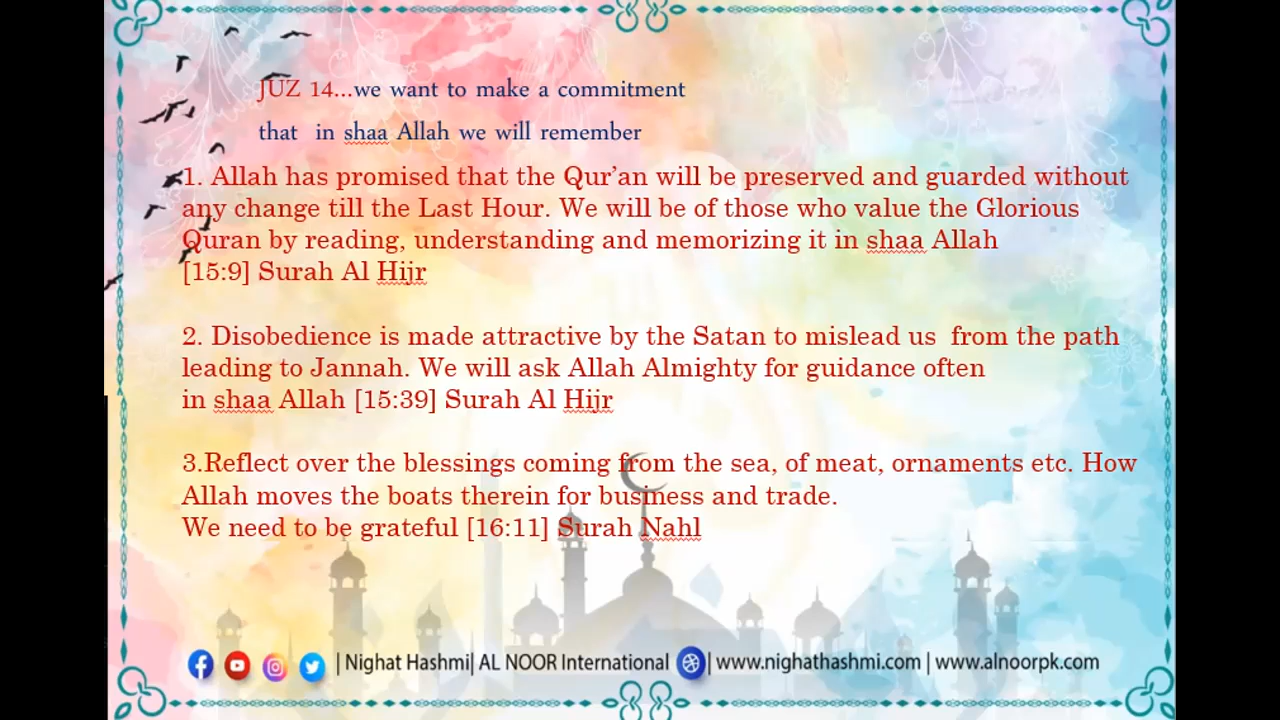 JUZ 14...we want to make a commitment
that  in shaa Allah we will remember
1. Allah has promised that the Qur’an will be preserved and guarded without
any change till the Last Hour. We will be of those who value the Glorious
Quran by reading, understanding and memorizing it in shaa Allah
[15:9] Surah Al Hijr
2. Disobedience is made attractive by the Satan to mislead us  from the path
leading to Jannah. We will ask Allah Almighty for guidance often
in shaa Allah [15:39] Surah Al Hijr
3.Reflect over the blessings coming from the sea, of meat, ornaments etc. How
Allah moves the boats therein for business and trade.
We need to be grateful [16:11] Surah Nahl
| Nighat Hashmi| AL NOOR International | www.nighathashmi.com | www.alnoorpk.com